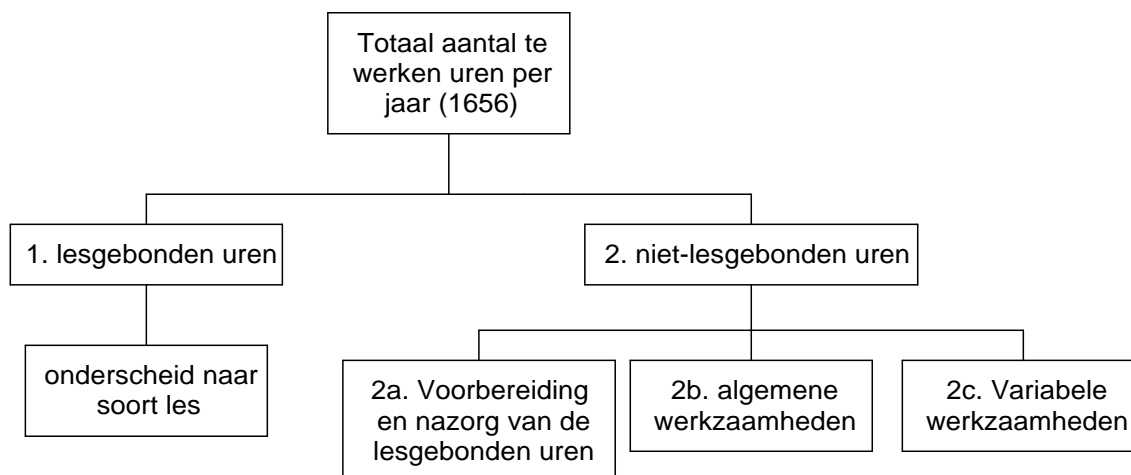 Totaal aantal te
werken uren per
jaar (1656)
1. lesgebonden uren
2. niet-lesgebonden uren
onderscheid naar
soort les
2a. Voorbereiding
en nazorg van de
lesgebonden uren
2b. algemene
werkzaamheden
2c. Variabele
werkzaamheden